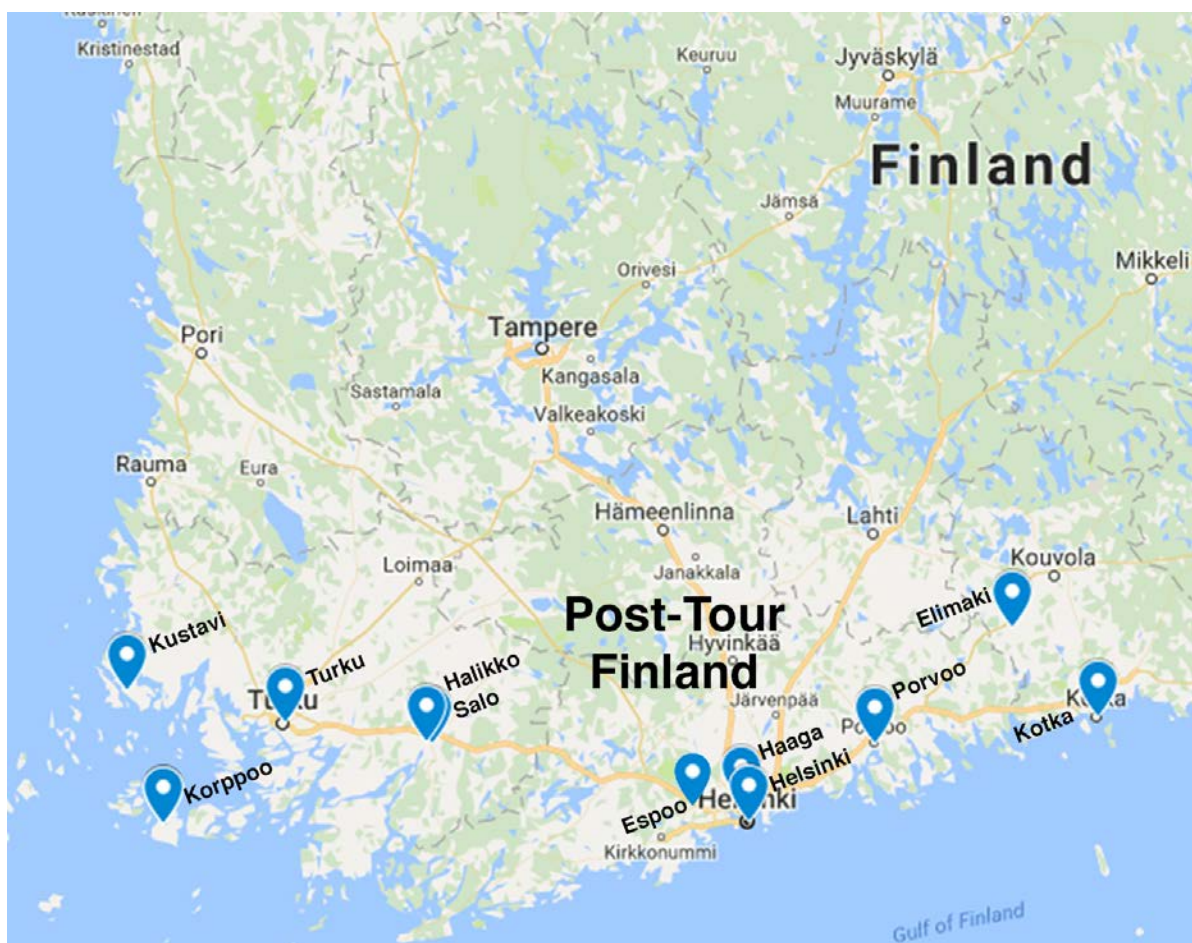 Kristinestad
Keuruu
Jyväskylä
Muurame
Finland
Jämsä
Mikkeli
Orivesi
Pori
Tampere
Kangasala
Sastamala
Valkeakoski
Rauma
Eura
Hämeenlinna
Lahti
Loimaa
Janakkala
Kouvola
Post-Tour
Finland
Elimaki
Hyvinkää
Kustavi
Turku
Halikko
Salo
Järvenpää
Porvoo
Kotka
Korppoo
Haaga
Helsinki
Espoo
Kirkkonummi
Gulf of Finland